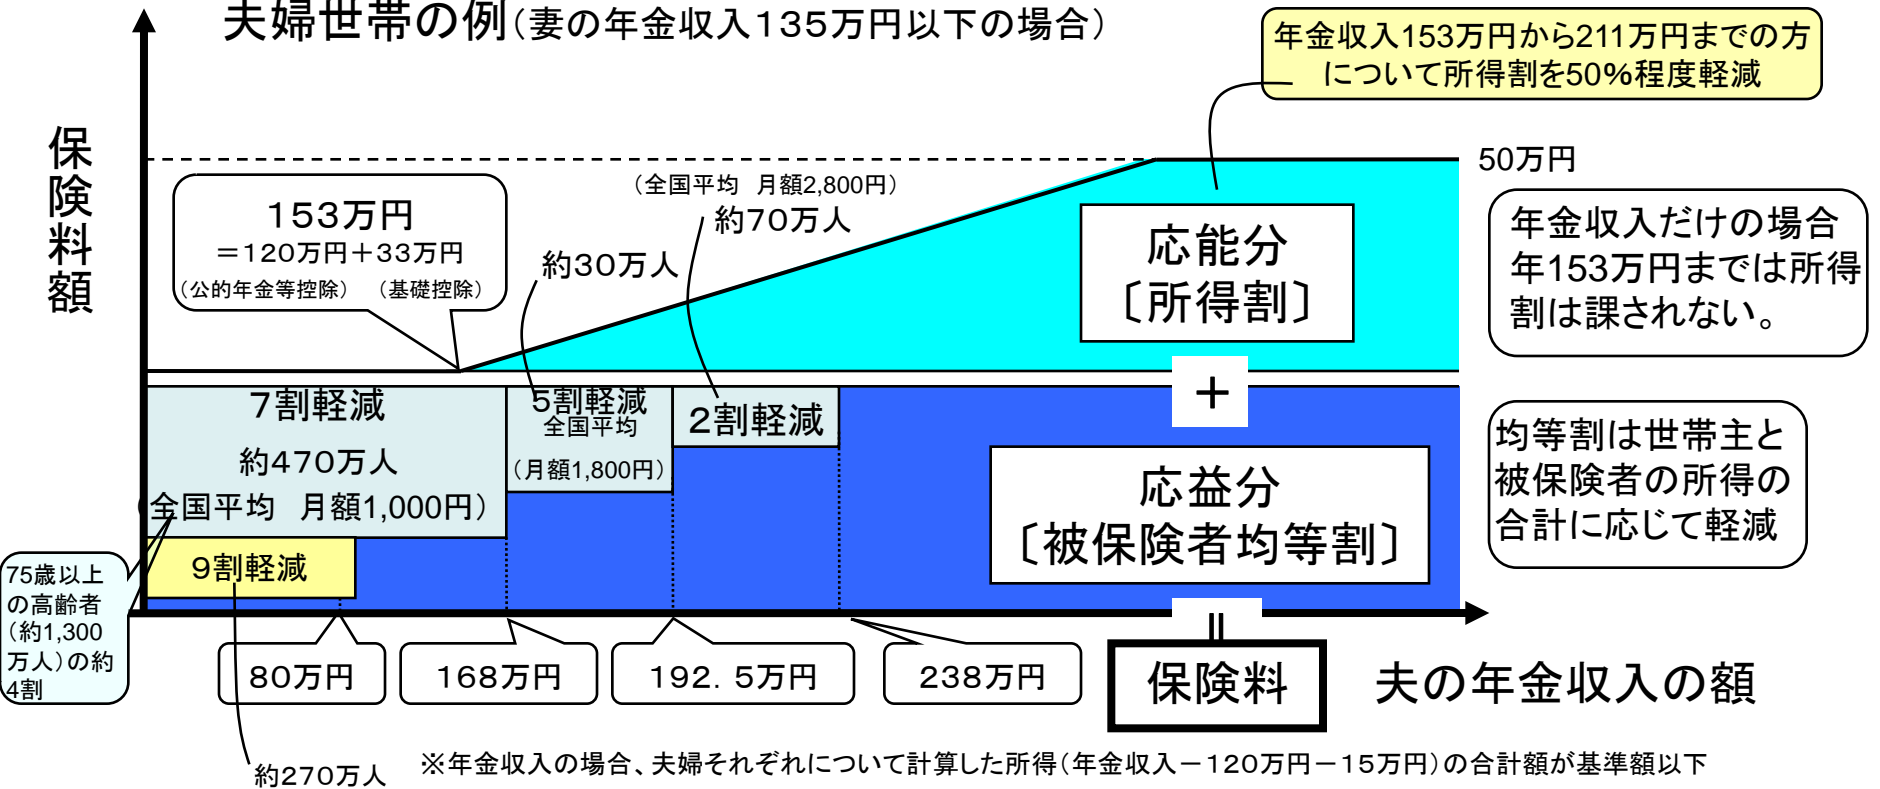 夫婦世帯の例（妻の年金収入１３５万円以下の場合）
年金収入153万円から211万円までの方
について所得割を50％程度軽減
保険料額
50万円
１５３万円
＝１２０万円＋３３万円
（公的年金等控除）　（基礎控除）
（全国平均　月額2,800円）
約７０万人
約３０万人
応能分
〔所得割〕
年金収入だけの場合
年153万円までは所得
割は課されない。
＋
７割軽減
約４７０万人
（全国平均　月額1,000円）
５割軽減
全国平均
（月額1,800円）
２割軽減
応益分
〔被保険者均等割〕
均等割は世帯主と
被保険者の所得の
合計に応じて軽減
９割軽減
75歳以上
の高齢者
（約1,300
万人）の約
4割
８０万円
１６８万円
１９２．５万円
２３８万円
＝
保険料
夫の年金収入の額
約２７０万人
※年金収入の場合、夫婦それぞれについて計算した所得（年金収入－１２０万円－１５万円）の合計額が基準額以下